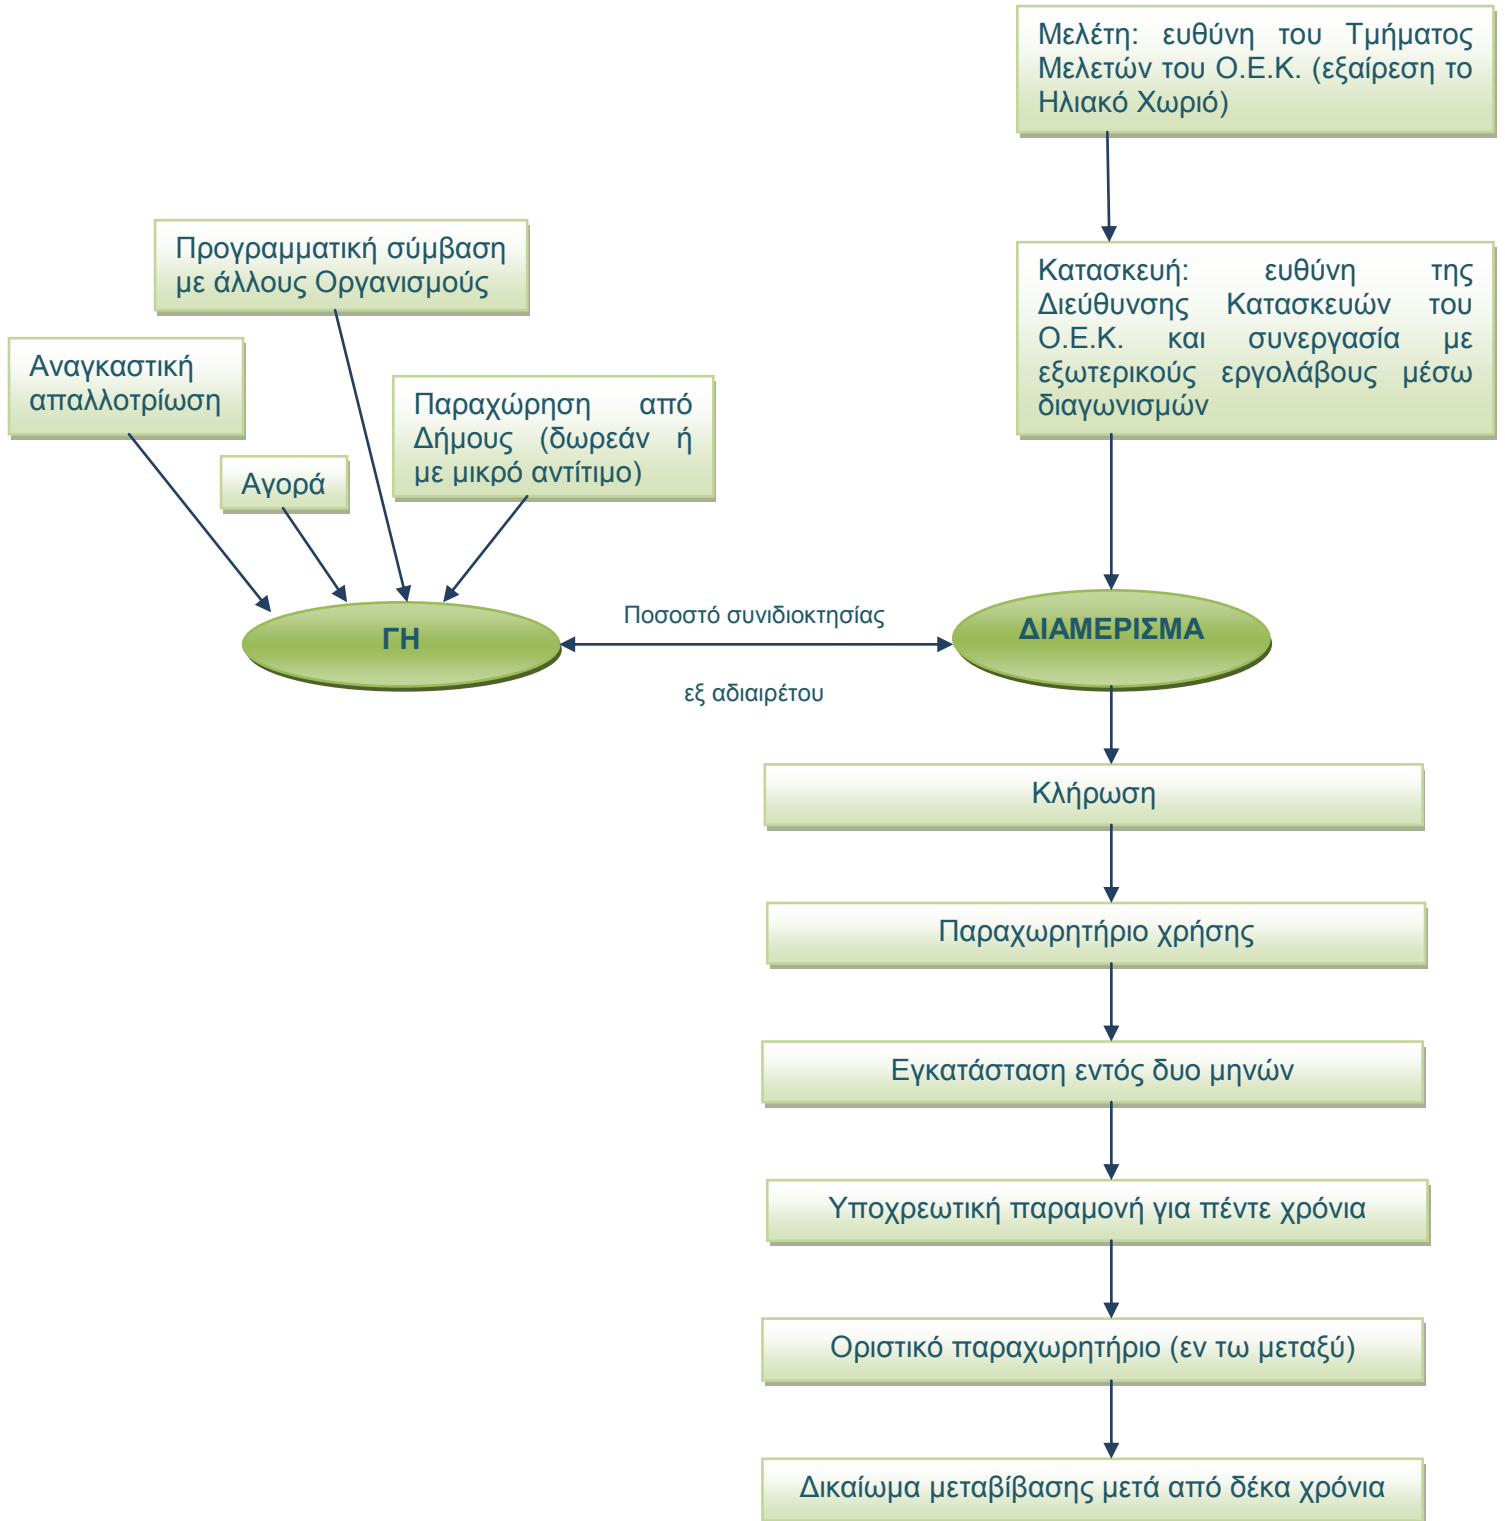 Μελέτη: ευθύνη του Τμήματος
Μελετών του Ο.Ε.Κ. (εξαίρεση το
Ηλιακό Χωριό)
Προγραμματική σύμβαση
με άλλους Οργανισμούς
Κατασκευή: ευθύνη της
Διεύθυνσης Κατασκευών του
Ο.Ε.Κ. και συνεργασία με
εξωτερικούς εργολάβους μέσω
διαγωνισμών
Αναγκαστική
απαλλοτρίωση
Παραχώρηση από
Δήμους (δωρεάν ή
με μικρό αντίτιμο)
Αγορά
Ποσοστό συνιδιοκτησίας
ΓΗ
ΔΙΑΜΕΡΙΣΜΑ
εξ αδιαιρέτου
Κλήρωση
Παραχωρητήριο χρήσης
Εγκατάσταση εντός δυο μηνών
Υποχρεωτική παραμονή για πέντε χρόνια
Οριστικό παραχωρητήριο (εν τω μεταξύ)
Δικαίωμα μεταβίβασης μετά από δέκα χρόνια